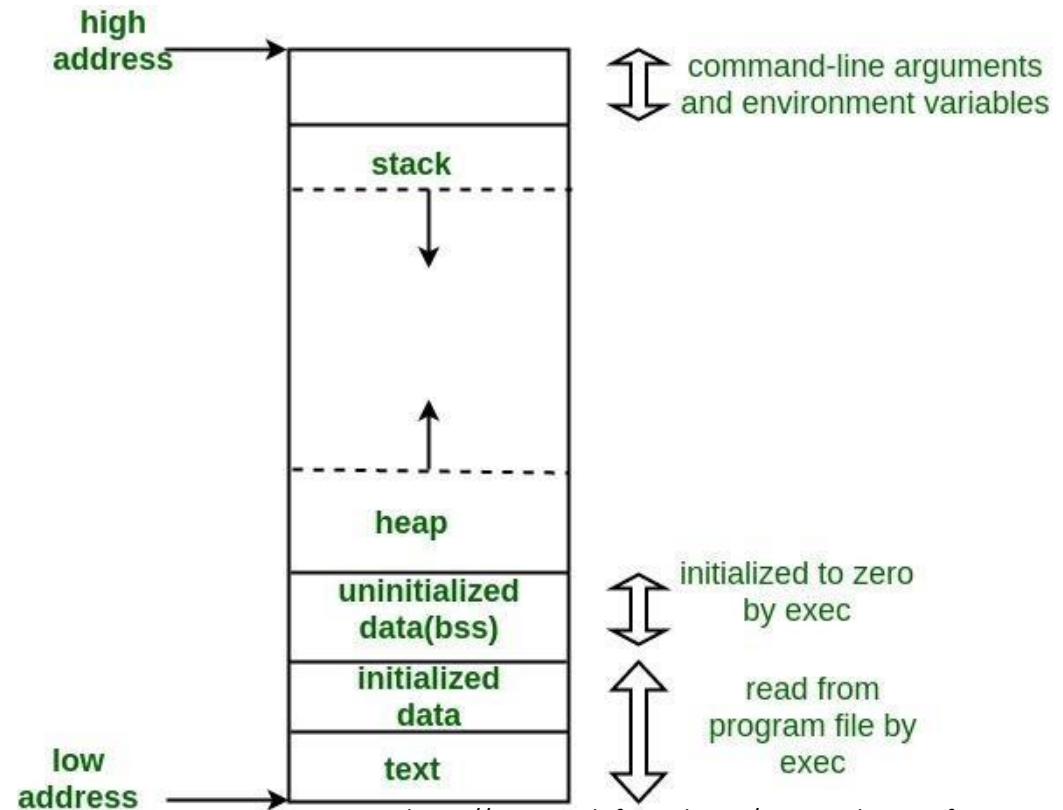 high
address
command-line arguments
and environment variables
stack
heap
uninitialized
data(bss)
initialized to zero
by exec
initialized
data
read from
program file by
exec
text
low
address